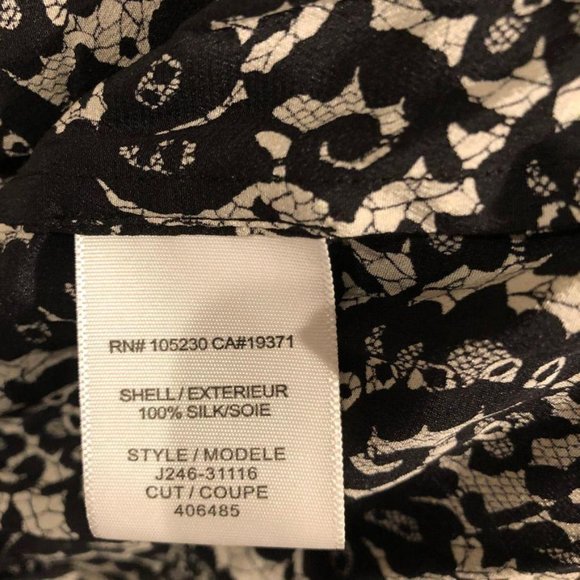 RN# 105230 CA#19371
SHELL / EXTERIEUR
100% SILK/SOIE
STYLE / MODELE
J246-31116
CUT / COUPE
406485